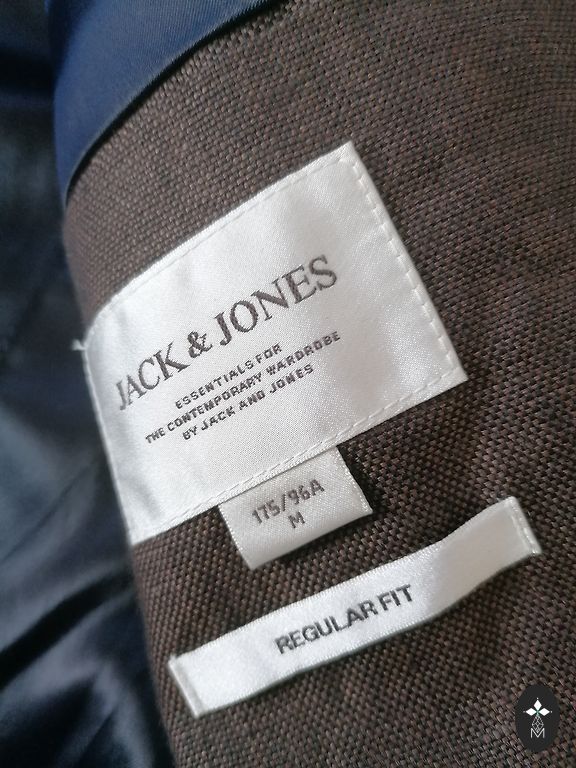 JACK & JONES
ESSENTIALS FOR
THE CONTEMPORARY WARDROBE
BY JACK AND JONES
175/96A
M
REGULAR FIT
M